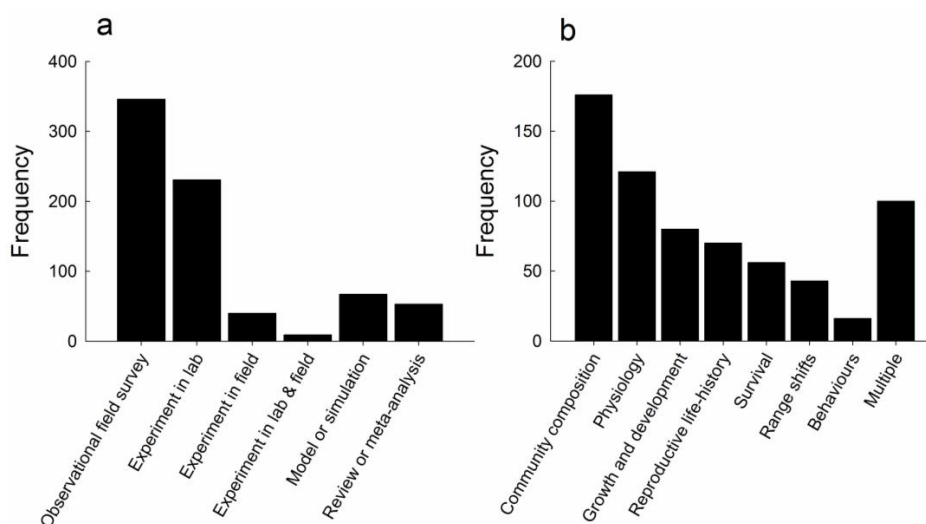 a
400
300
200
100
0
Frequency
Observational field survey
Experiment in lab
Experiment in field
Experiment in lab & field
Model or simulation
Review or meta-analysis
b
200
150
100
50
0
Frequency
Community composition
Physiology
Growth and development
Reproductive life-history
Survival
Range shifts
Behaviours
Multiple